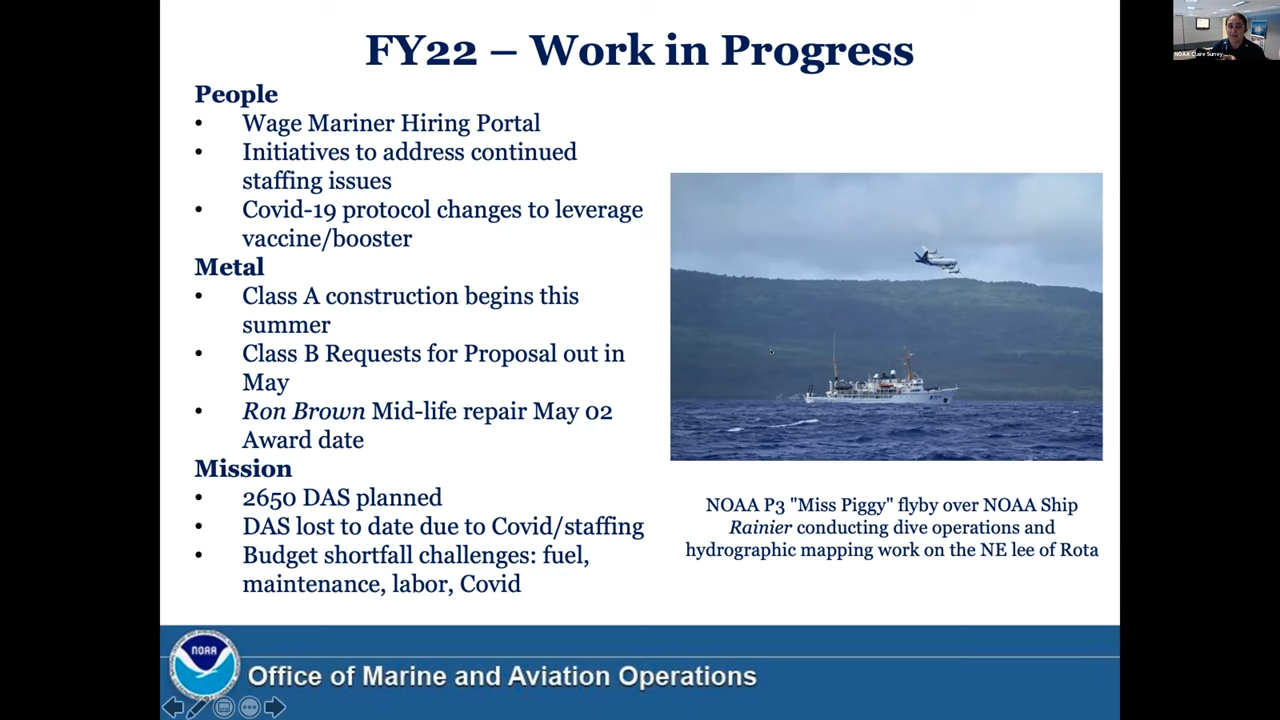 FY22 – Work in Progress
NOAA Claire Surrey...
People
• Wage Mariner Hiring Portal
• Initiatives to address continued
staffing issues
• Covid-19 protocol changes to leverage
vaccine/booster
Metal
• Class A construction begins this
summer
• Class B Requests for Proposal out in
May
• Ron Brown Mid-life repair May 02
Award date
Mission
• 2650 DAS planned
• DAS lost to date due to Covid/staffing
• Budget shortfall challenges: fuel,
maintenance, labor, Covid
NOAA P3 "Miss Piggy" flyby over NOAA Ship
Rainier conducting dive operations and
hydrographic mapping work on the NE lee of Rota
NOAA
Office of Marine and Aviation Operations